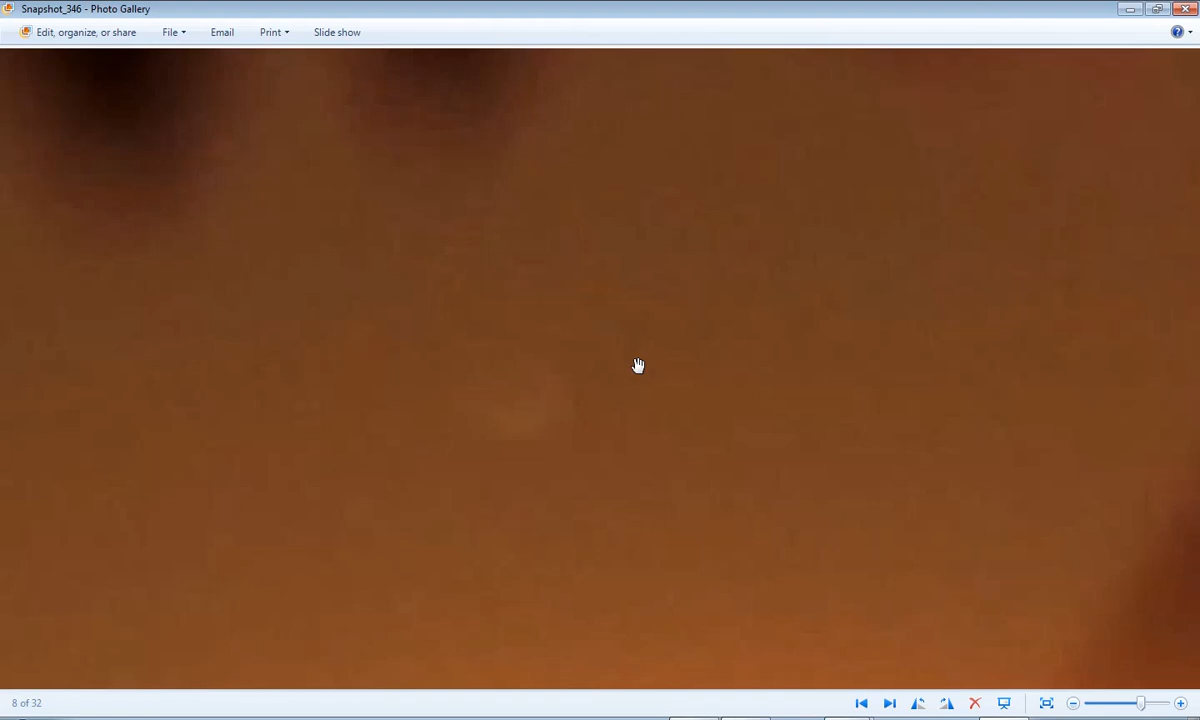 Snapshot_346 - Photo Gallery
Edit, organize, or share File Email Print Slide show
8 of 32